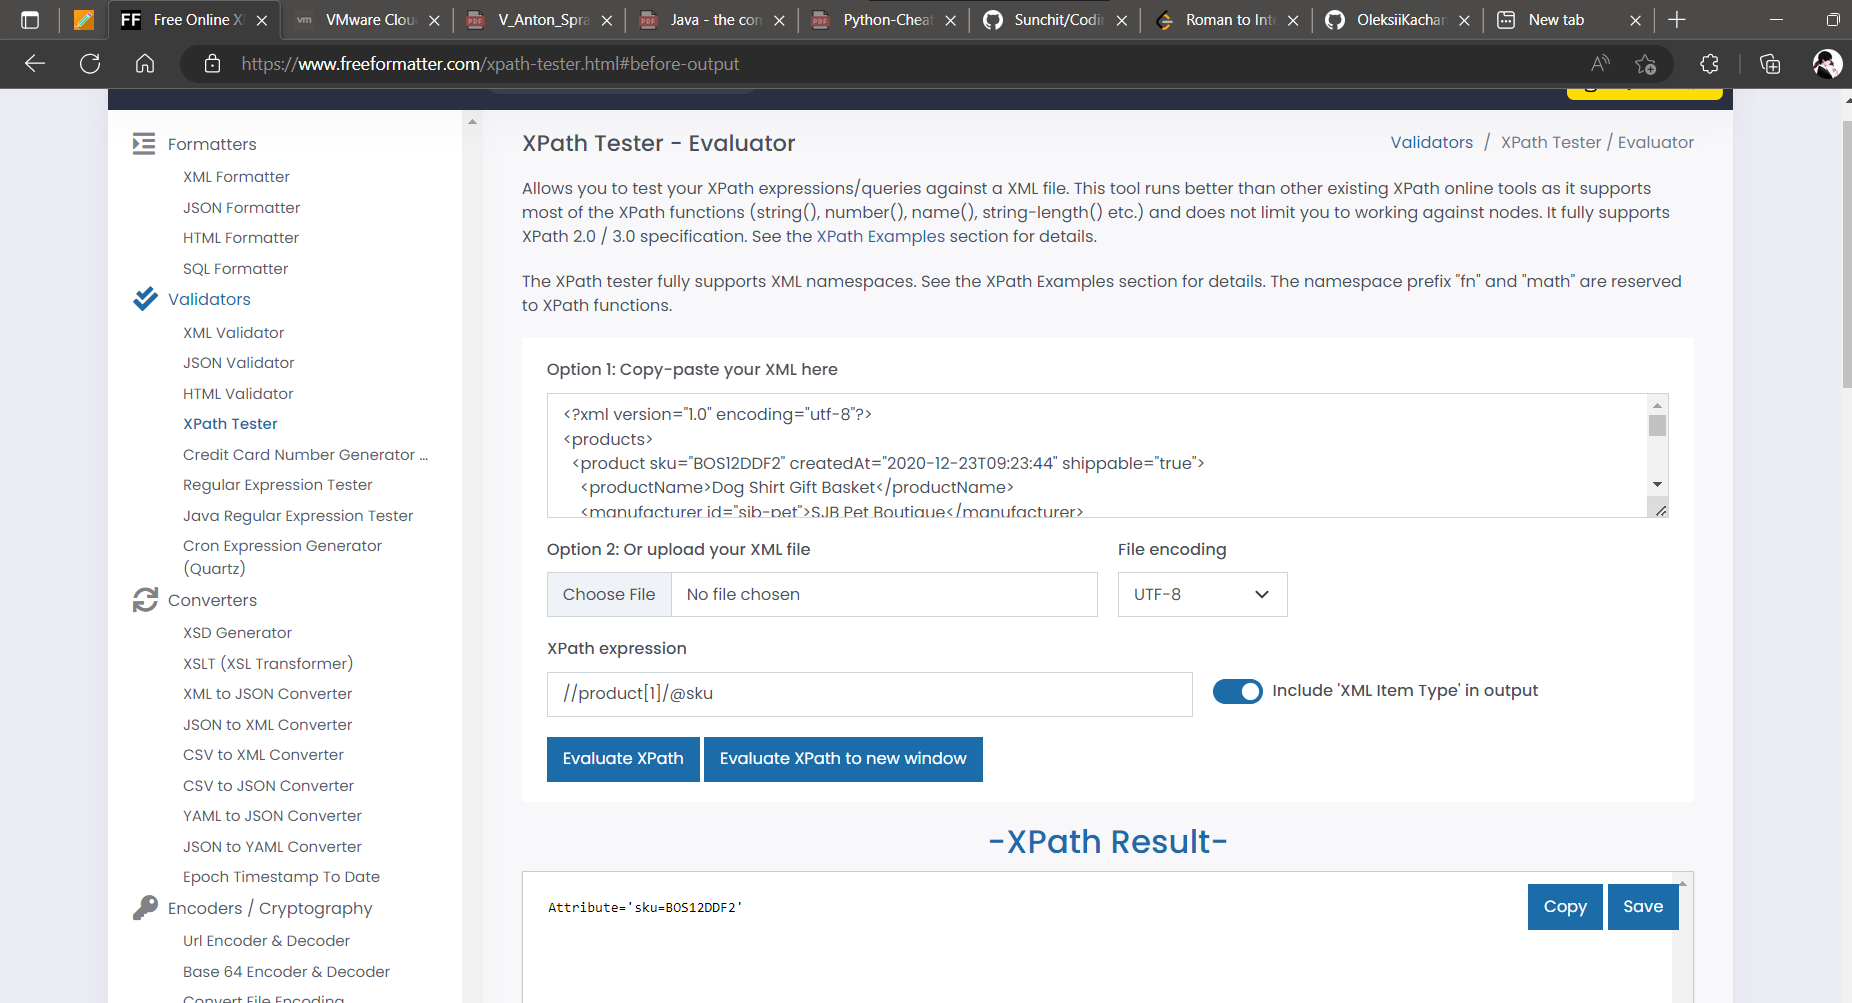 Free Online X
VMware Clou
V_Anton_Spra
Java - the con
Python-Cheat
Sunchit/Codi
Roman to Inte
OleksiiKachan
New tab
https://www.freeformatter.com/xpath-tester.html#before-output
Formatters
XML Formatter
JSON Formatter
HTML Formatter
SQL Formatter
Validators
XML Validator
JSON Validator
HTML Validator
XPath Tester
Credit Card Number Generator ...
Regular Expression Tester
Java Regular Expression Tester
Cron Expression Generator
(Quartz)
Converters
XSD Generator
XSLT (XSL Transformer)
XML to JSON Converter
JSON to XML Converter
CSV to XML Converter
CSV to JSON Converter
YAML to JSON Converter
JSON to YAML Converter
Epoch Timestamp To Date
Encoders / Cryptography
Url Encoder & Decoder
Base 64 Encoder & Decoder
Convert File Encoding
XPath Tester - Evaluator
Validators / XPath Tester / Evaluator
Allows you to test your XPath expressions/queries against a XML file. This tool runs better than other existing XPath online tools as it supports
most of the XPath functions (string(), number(), name(), string-length() etc.) and does not limit you to working against nodes. It fully supports
XPath 2.0 / 3.0 specification. See the XPath Examples section for details.
The XPath tester fully supports XML namespaces. See the XPath Examples section for details. The namespace prefix "fn" and "math" are reserved
to XPath functions.
Option 1: Copy-paste your XML here
<?xml version="1.0" encoding="utf-8"?>
<products>
<product sku="BOS12DDF2" createdAt="2020-12-23T09:23:44" shippable="true">
<productName>Dog Shirt Gift Basket</productName>
<manufacturer id="sjb-pet">SJB Pet Boutique</manufacturer>
Option 2: Or upload your XML file
File encoding
Choose File No file chosen
UTF-8
XPath expression
//product[1]/@sku
Include 'XML Item Type' in output
Evaluate XPath
Evaluate XPath to new window
-XPath Result-
Attribute='sku=BOS12DDF2'
Copy
Save